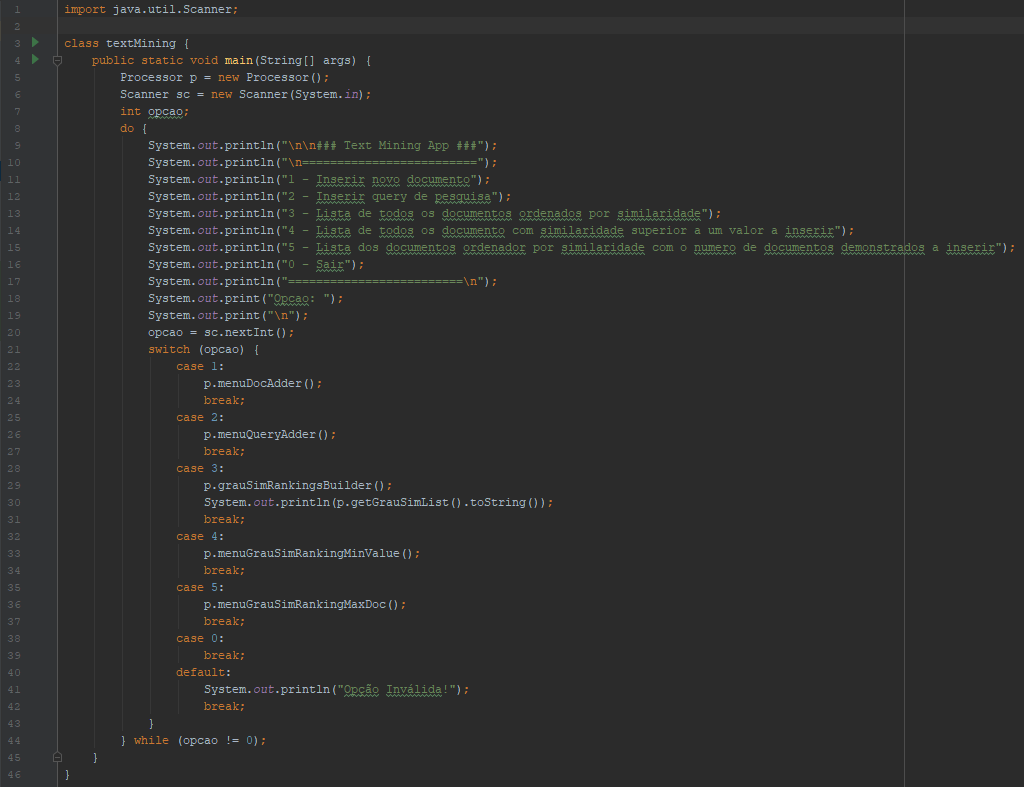 1 import java.util.Scanner;
2
3 class textMining {
4 public static void main(String[] args) {
5 Processor p = new Processor();
6 Scanner sc = new Scanner(System.in);
7 int opcao;
8 do {
9 System.out.println("\n\n### Text Mining App ###");
10 System.out.println("\n=========================");
11 System.out.println("1 - Inserir novo documento");
12 System.out.println("2 - Inserir query de pesquisa");
13 System.out.println("3 - Lista de todos os documentos ordenados por similaridade");
14 System.out.println("4 - Lista de todos os documento com similaridade superior a um valor a inserir");
15 System.out.println("5 - Lista dos documentos ordenador por similaridade com o numero de documentos demonstrados a inserir");
16 System.out.println("0 - Sair");
17 System.out.println("=========================\n");
18 System.out.print("Opcao: ");
19 System.out.print("\n");
20 opcao = sc.nextInt();
21 switch (opcao) {
22 case 1:
23 p.menuDocAdder();
24 break;
25 case 2:
26 p.menuQueryAdder();
27 break;
28 case 3:
29 p.grauSimRankingsBuilder();
30 System.out.println(p.getGrauSimList().toString());
31 break;
32 case 4:
33 p.menuGrauSimRankingMinValue();
34 break;
35 case 5:
36 p.menuGrauSimRankingMaxDoc();
37 break;
38 case 0:
39 break;
40 default:
41 System.out.println("Opção Inválida!");
42 break;
43 }
44 } while (opcao != 0);
45 }
46 }